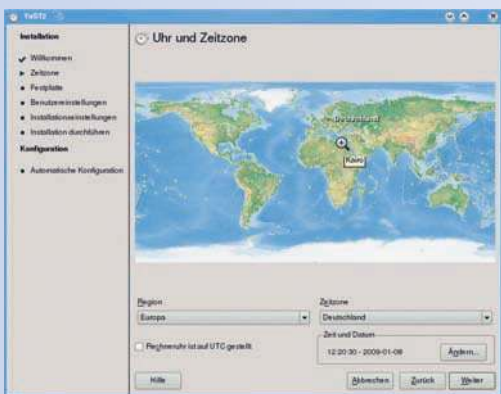 YaST2
Installation
Willkommen
Zeitzone
Festplatte
Benutzereinstellungen
Installationseinstellungen
Installation durchführen
Konfiguration
Automatische Konfiguration
Uhr und Zeitzone
Deutschland
Kairo
Region
Europa
Zeitzone
Deutschland
Rechneruhr ist auf UTC gestellt
Zeit und Datum
12:20:30 - 2009-01-08
Ändern...
Hilfe
Abbrechen
Zurück
Weiter